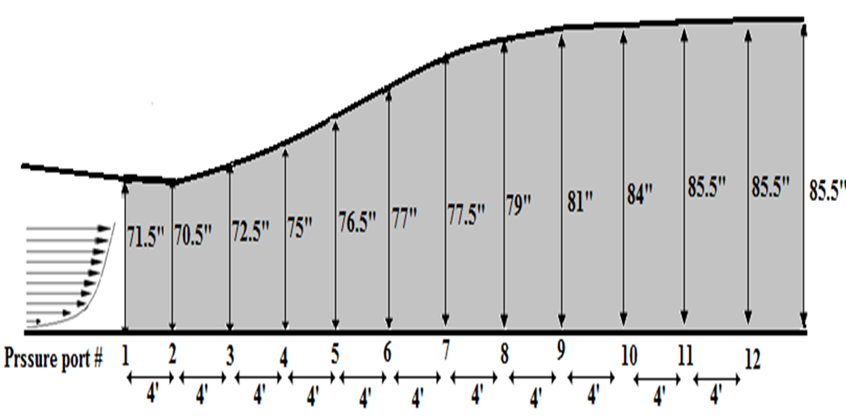 71.5" 70.5" 72.5" 75" 76.5" 77" 77.5" 79" 81" 84" 85.5" 85.5" 85.5"
Prssure port # 1 2 3 4 5 6 7 8 9 10 11 12
4' 4' 4' 4' 4' 4' 4' 4' 4' 4' 4'